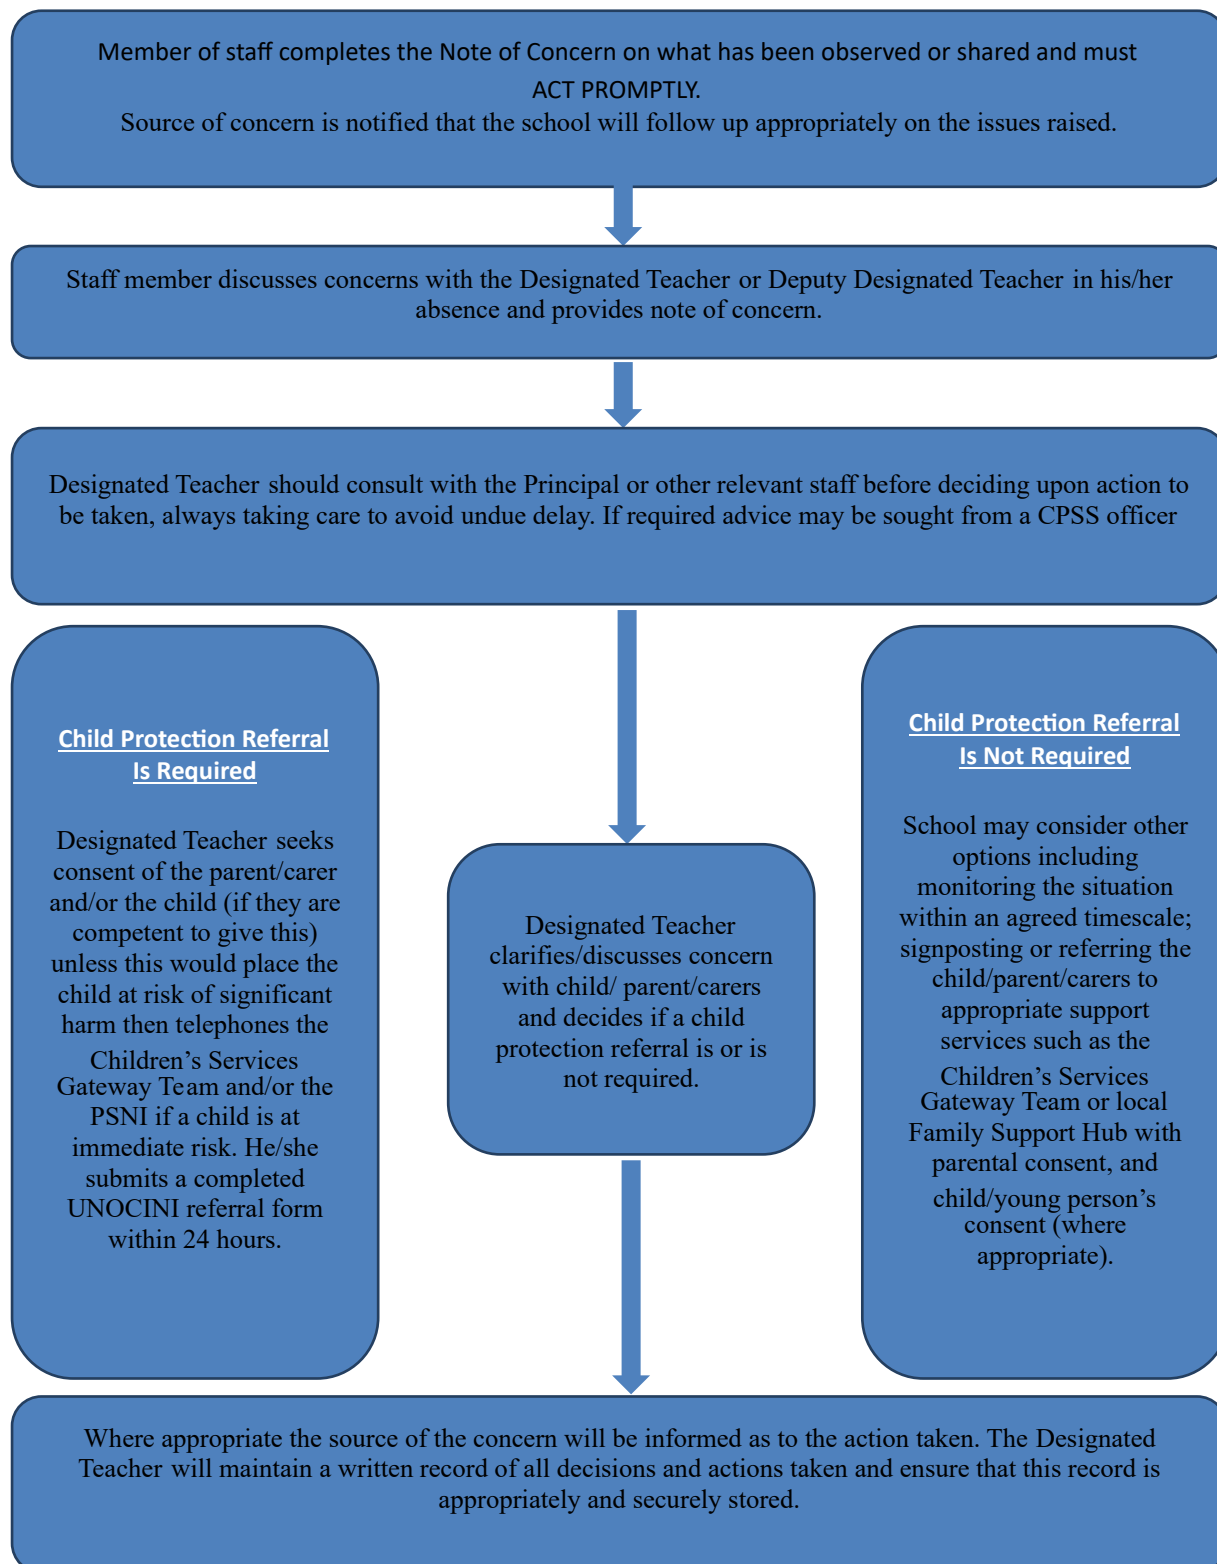 Member of staff completes the Note of Concern on what has been observed or shared and must
ACT PROMPTLY.
Source of concern is notified that the school will follow up appropriately on the issues raised.
Staff member discusses concerns with the Designated Teacher or Deputy Designated Teacher in his/her
absence and provides note of concern.
Designated Teacher should consult with the Principal or other relevant staff before deciding upon action to
be taken, always taking care to avoid undue delay. If required advice may be sought from a CPSS officer
Child Protection Referral
Is Required
Designated Teacher seeks
consent of the parent/carer
and/or the child (if they are
competent to give this)
unless this would place the
child at risk of significant
harm then telephones the
Children’s Services
Gateway Team and/or the
PSNI if a child is at
immediate risk. He/she
submits a completed
UNOCINI referral form
within 24 hours.
Designated Teacher
clarifies/discusses concern
with child/ parent/carers
and decides if a child
protection referral is or is
not required.
Child Protection Referral
Is Not Required
School may consider other
options including
monitoring the situation
within an agreed timescale;
signposting or referring the
child/parent/carers to
appropriate support
services such as the
Children’s Services
Gateway Team or local
Family Support Hub with
parental consent, and
child/young person’s
consent (where
appropriate).
Where appropriate the source of the concern will be informed as to the action taken. The Designated
Teacher will maintain a written record of all decisions and actions taken and ensure that this record is
appropriately and securely stored.